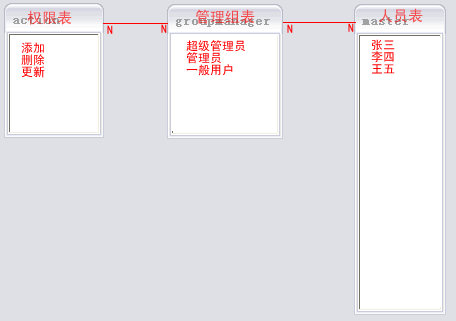 权限表
action
添加
删除
更新
N
N
管理组表
groupmanager
超级管理员
管理员
一般用户
N
N
人员表
master
张三
李四
王五